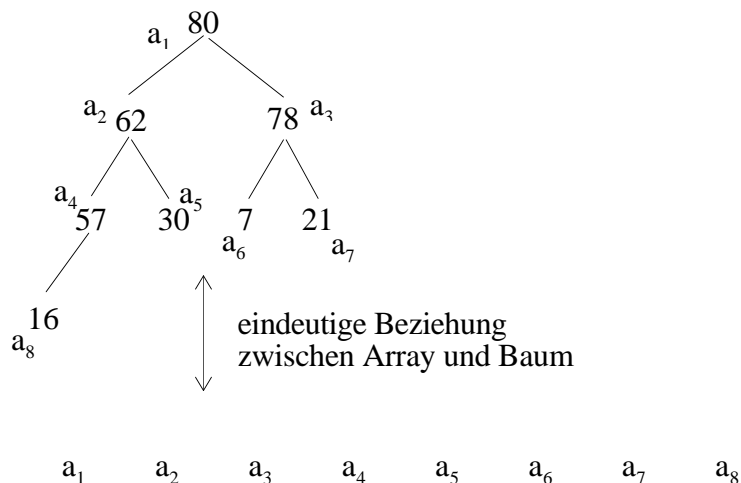 a₁ 80
a₂ 62 78 a₃
a₄ 57 30 a₅ 7 21
a₆ a₇
16
a₈
eindeutige Beziehung
zwischen Array und Baum
a₁ a₂ a₃ a₄ a₅ a₆ a₇ a₈